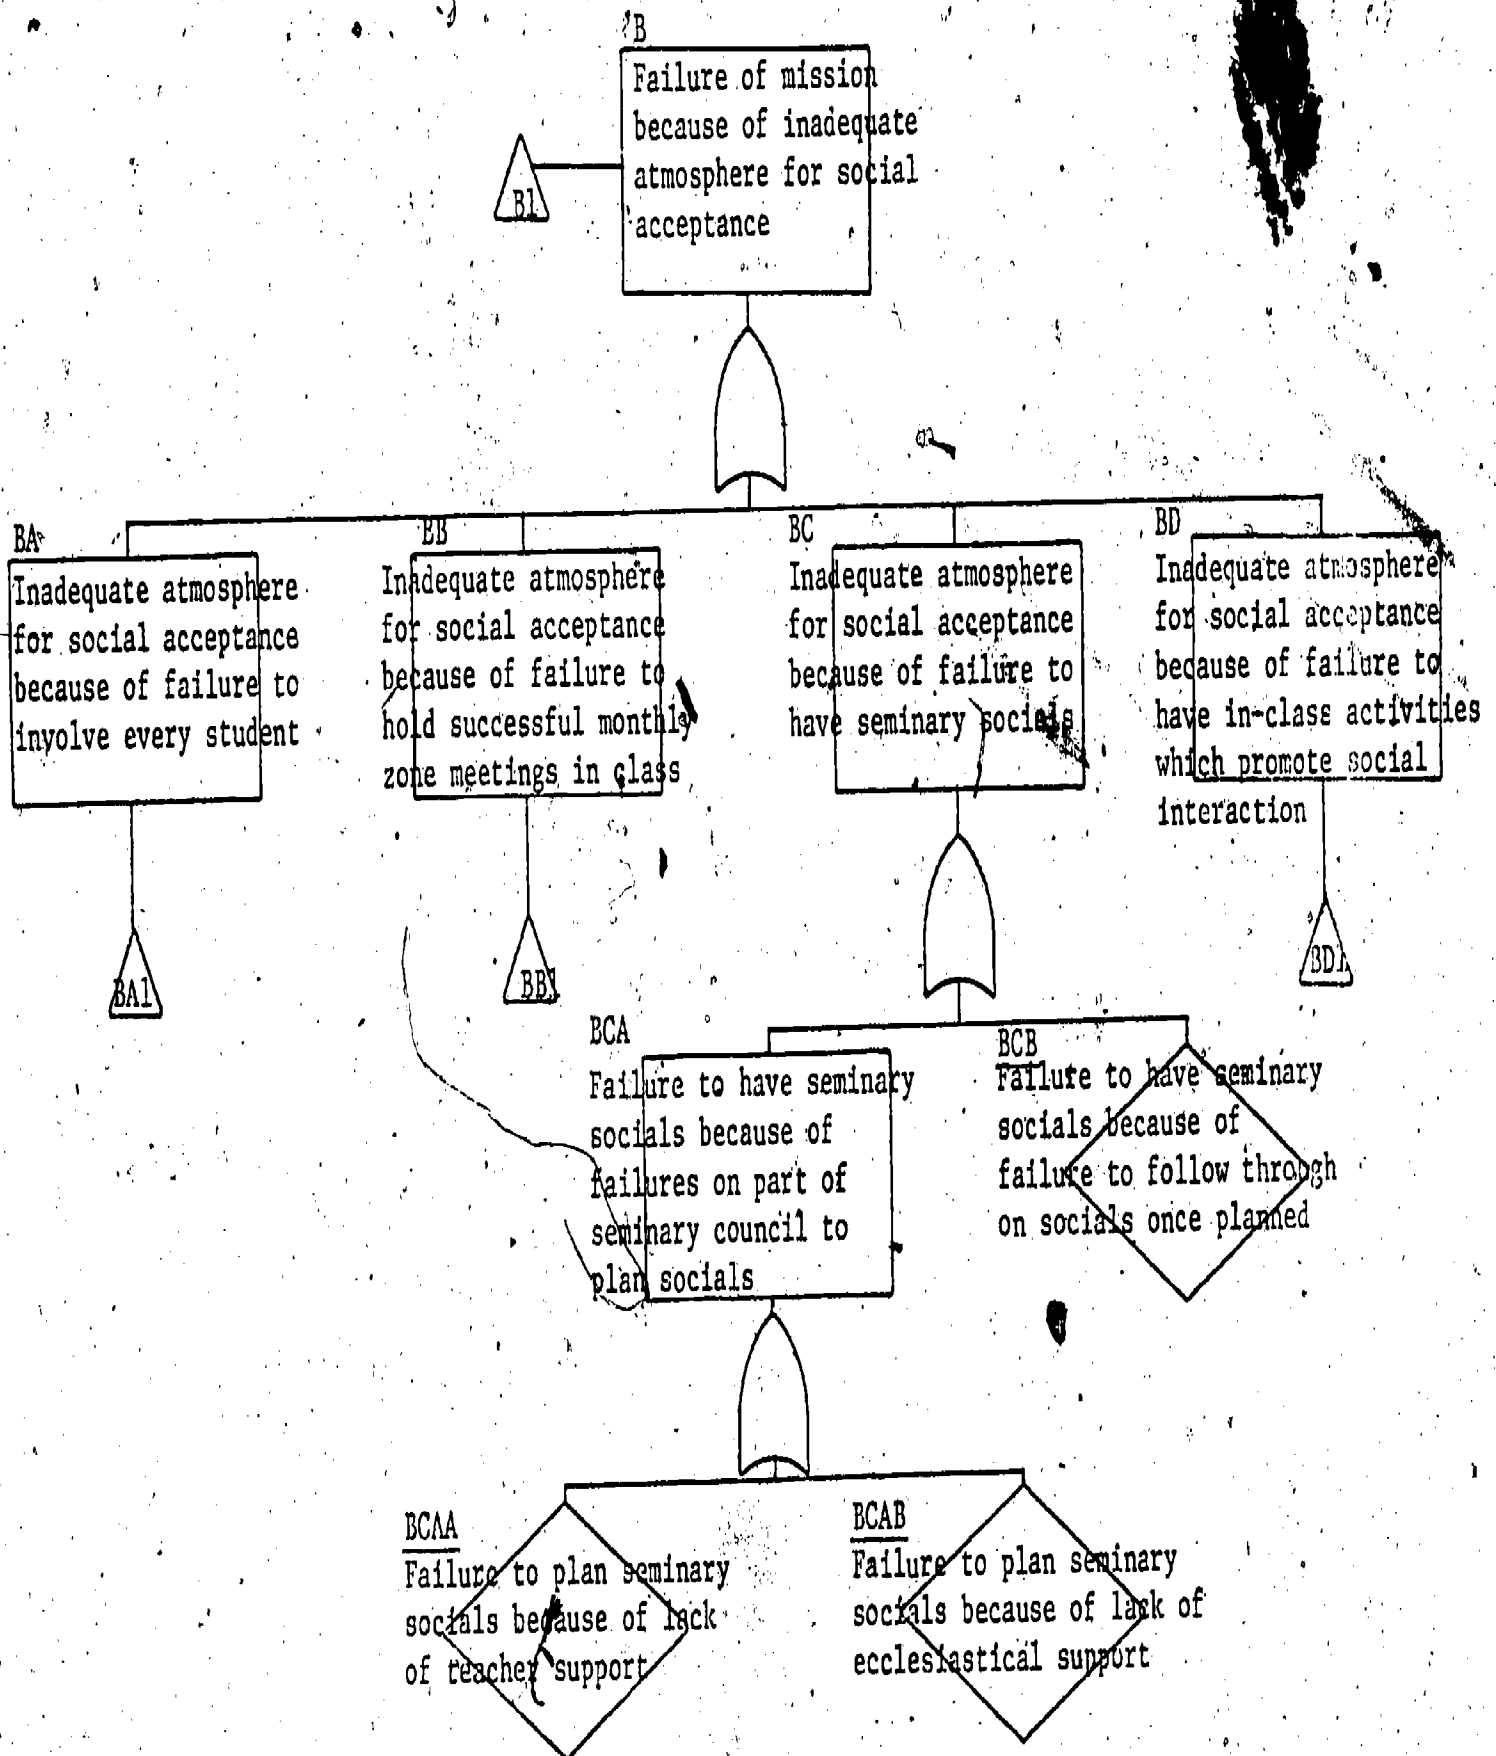 B
Failure of mission
because of inadequate
atmosphere for social
acceptance
B1
BA
Inadequate atmosphere
for social acceptance
because of failure to
involve every student
BB
Inadequate atmosphere
for social acceptance
because of failure to
hold successful monthly
zone meetings in class
BC
Inadequate atmosphere
for social acceptance
because of failure to
have seminary socials
BD
Inadequate atmosphere
for social acceptance
because of failure to
have in-class activities
which promote social
interaction
BA1
BB1
BD1
BCA
Failure to have seminary
socials because of
failures on part of
seminary council to
plan socials
BCB
Failure to have seminary
socials because of
failure to follow through
on socials once planned
BCAA
Failure to plan seminary
socials because of lack
of teacher support
BCAB
Failure to plan seminary
socials because of lack of
ecclesiastical support